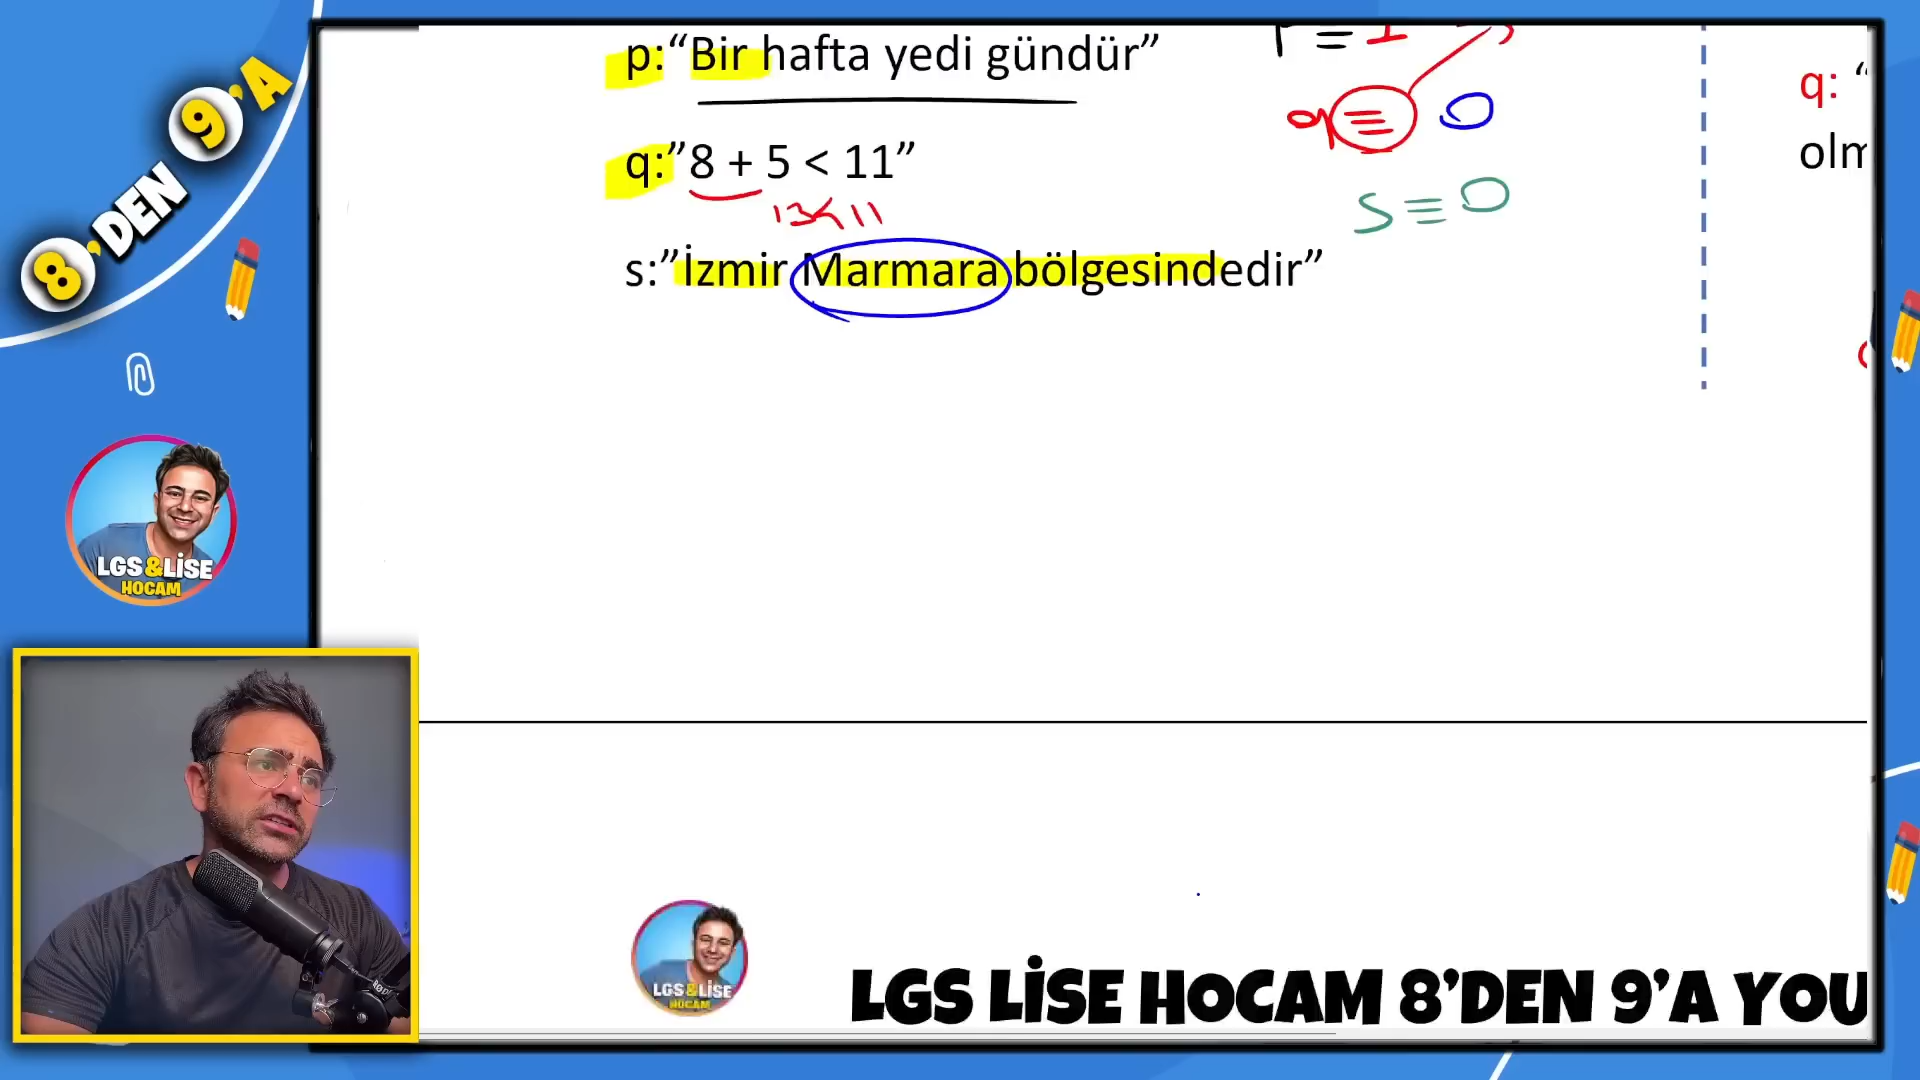 8'DEN 9'A
LGS&LİSE
HOCAM
p:“Bir hafta yedi gündür”
q:”8 + 5 < 11”
13<11
s:”İzmir Marmara bölgesindedir”
p ≡ 1
q ≡ 0
s ≡ 0
q: “
olm
LGS&LİSE
HOCAM
LGS LİSE HOCAM 8’DEN 9’A YOU